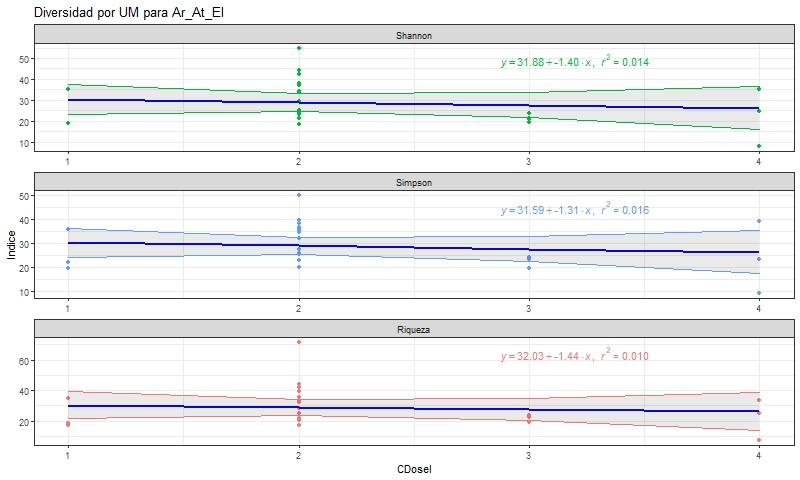 Diversidad por UM para Ar_At_El
Shannon
y = 31.88 + -1.40 · x, r² = 0.014
50
40
30
20
10
1 2 3 4
Simpson
y = 31.59 + -1.31 · x, r² = 0.016
50
40
30
20
10
1 2 3 4
Indice
Riqueza
y = 32.03 + -1.44 · x, r² = 0.010
60
40
20
1 2 3 4
CDosel